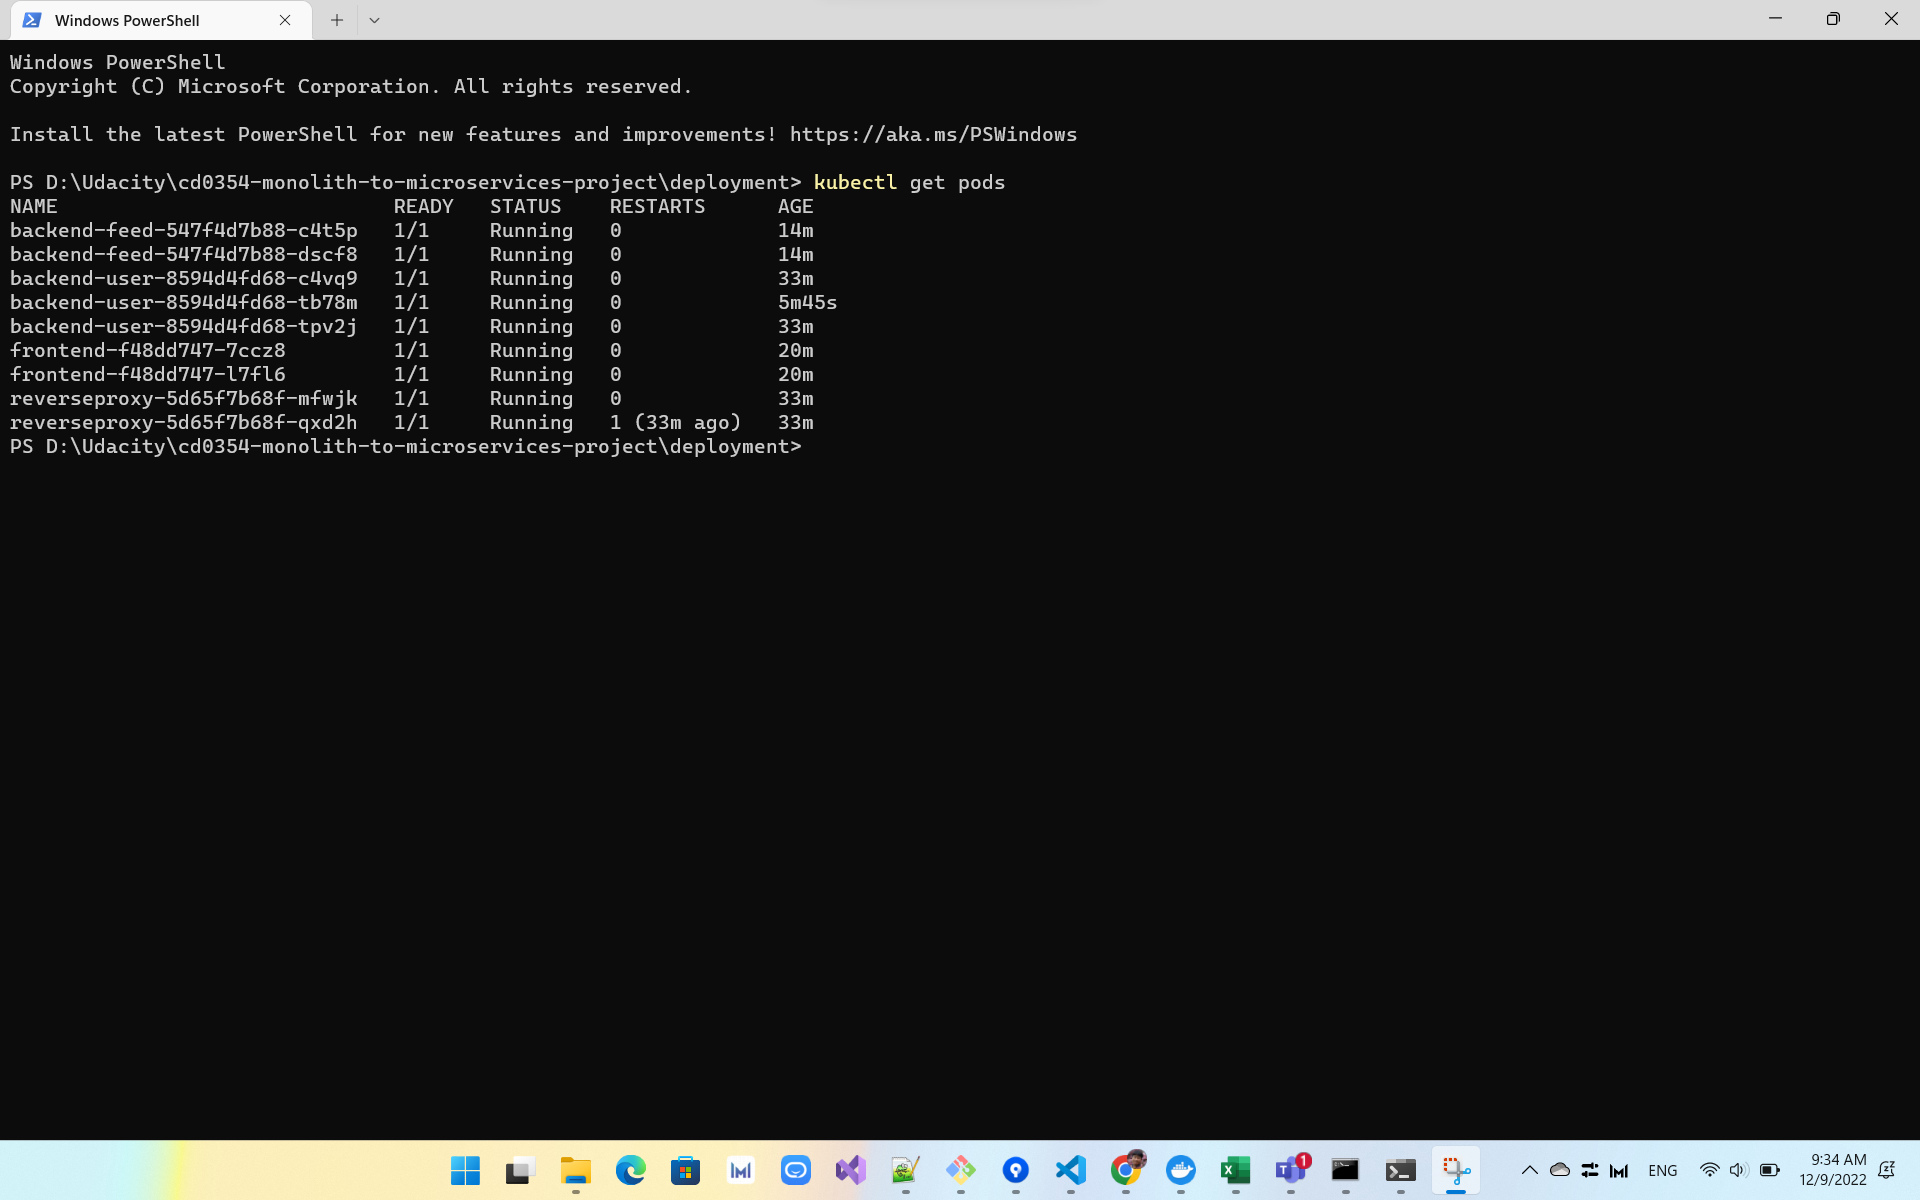 Windows PowerShell
Windows PowerShell
Copyright (C) Microsoft Corporation. All rights reserved.
Install the latest PowerShell for new features and improvements! https://aka.ms/PSWindows
PS D:\Udacity\cd0354-monolith-to-microservices-project\deployment> kubectl get pods
NAME READY STATUS RESTARTS AGE
backend-feed-547f4d7b88-c4t5p 1/1 Running 0 14m
backend-feed-547f4d7b88-dscf8 1/1 Running 0 14m
backend-user-8594d4fd68-c4vq9 1/1 Running 0 33m
backend-user-8594d4fd68-tb78m 1/1 Running 0 5m45s
backend-user-8594d4fd68-tpv2j 1/1 Running 0 33m
frontend-f48dd747-7ccz8 1/1 Running 0 20m
frontend-f48dd747-l7fl6 1/1 Running 0 20m
reverseproxy-5d65f7b68f-mfwjk 1/1 Running 0 33m
reverseproxy-5d65f7b68f-qxd2h 1/1 Running 1 (33m ago) 33m
PS D:\Udacity\cd0354-monolith-to-microservices-project\deployment>
1
ENG
9:34 AM
12/9/2022